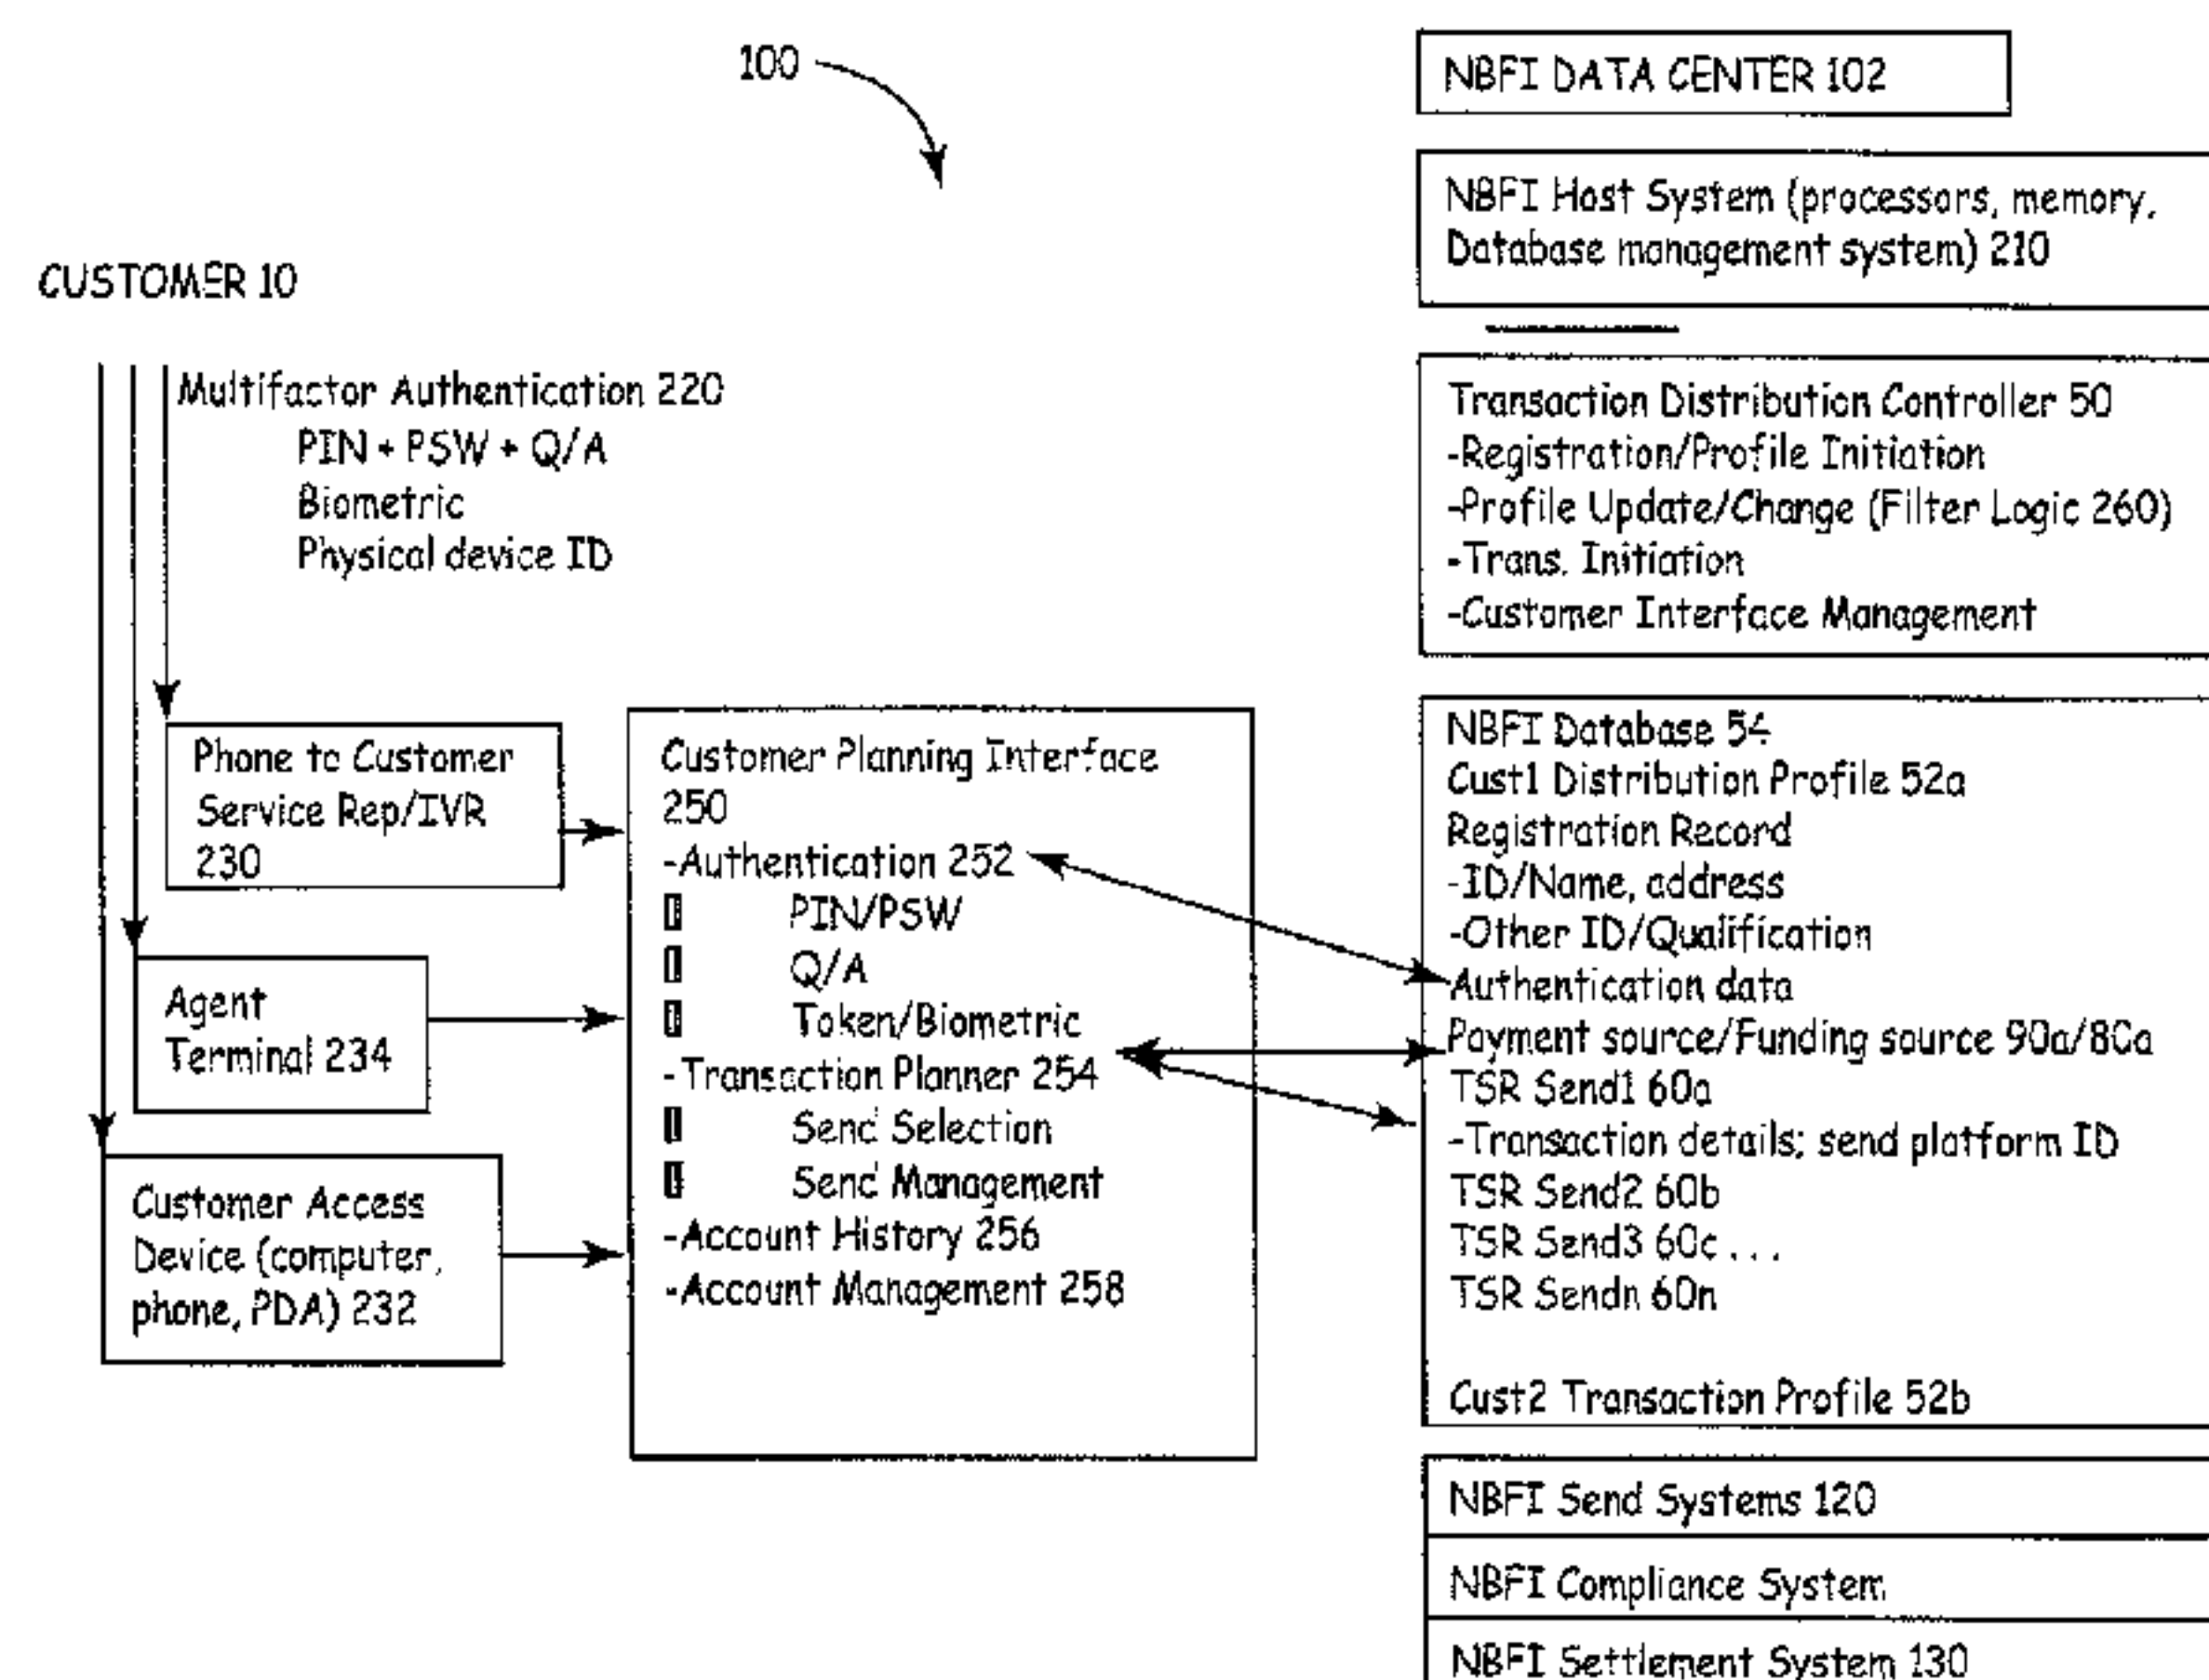 100
CUSTOMER 10
Multifactor Authentication 220
PIN + PSW + Q/A
Biometric
Physical device ID
Phone to Customer
Service Rep/IVR
230
Agent
Terminal 234
Customer Access
Device (computer,
phone, PDA) 232
Customer Planning Interface
250
-Authentication 252
PIN/PSW
Q/A
Token/Biometric
-Transaction Planner 254
Send Selection
Send Management
-Account History 256
-Account Management 258
NBFI DATA CENTER 102
NBFI Host System (processors, memory,
Database management system) 210
Transaction Distribution Controller 50
-Registration/Profile Initiation
-Profile Update/Change (Filter Logic 260)
-Trans. Initiation
-Customer Interface Management
NBFI Database 54
Cust1 Distribution Profile 52a
Registration Record
-ID/Name, address
-Other ID/Qualification
Authentication data
Payment source/Funding source 90a/80a
TSR Send1 60a
-Transaction details; send platform ID
TSR Send2 60b
TSR Send3 60c . . .
TSR Sendn 60n
Cust2 Transaction Profile 52b
NBFI Send Systems 120
NBFI Compliance System
NBFI Settlement System 130